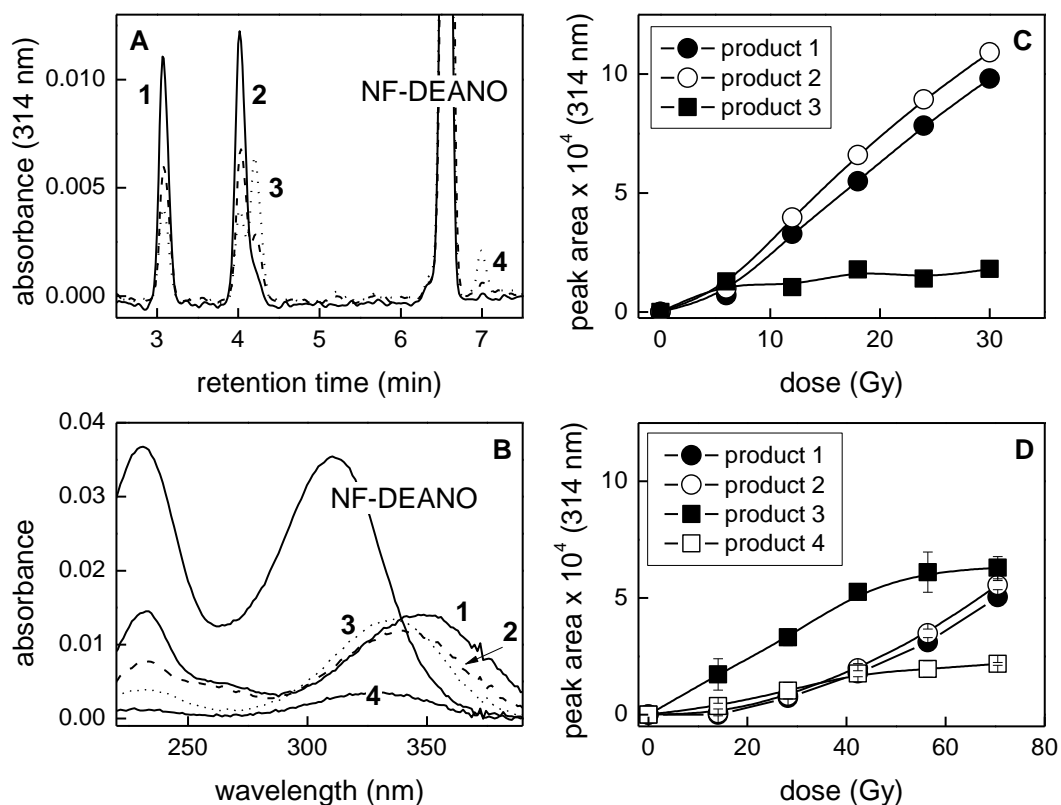 A
absorbance (314 nm)
0.010
0.005
0.000
1
2
3
4
NF-DEANO
3 4 5 6 7
retention time (min)
C
product 1
product 2
product 3
peak area x 10⁴ (314 nm)
10
5
0
0 10 20 30
dose (Gy)
B
absorbance
0.04
0.03
0.02
0.01
0.00
NF-DEANO
1
2
3
4
250 300 350
wavelength (nm)
D
product 1
product 2
product 3
product 4
peak area x 10⁴ (314 nm)
10
5
0
0 20 40 60 80
dose (Gy)